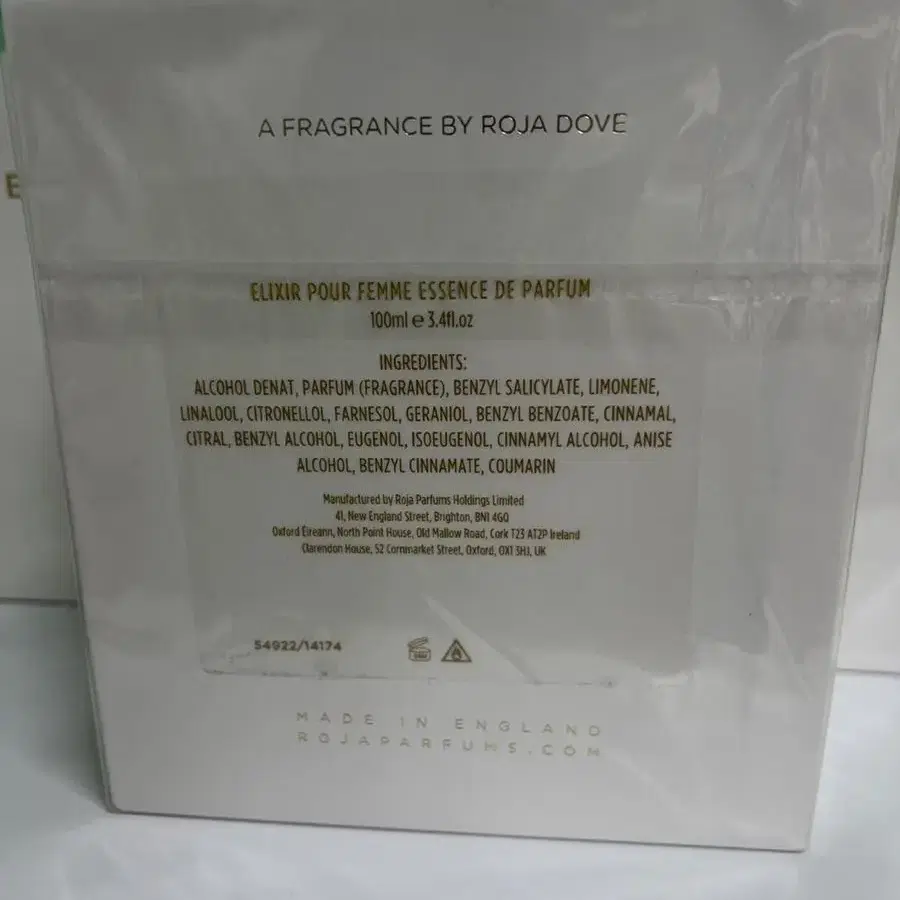 A FRAGRANCE BY ROJA DOVE
E
ELIXIR POUR FEMME ESSENCE DE PARFUM
100ml e 3.4fl.oz
INGREDIENTS:
ALCOHOL DENAT, PARFUM (FRAGRANCE), BENZYL SALICYLATE, LIMONENE,
LINALOOL, CITRONELLOL, FARNESOL, GERANIOL, BENZYL BENZOATE, CINNAMAL,
CITRAL, BENZYL ALCOHOL, EUGENOL, ISOEUGENOL, CINNAMYL ALCOHOL, ANISE
ALCOHOL, BENZYL CINNAMATE, COUMARIN
Manufactured by Roja Parfums Holdings Limited
41, New England Street, Brighton, BN1 4GQ
Oxford Éireann, North Point House, Old Mallow Road, Cork T23 AT2P Ireland
Clarendon House, 52 Cornmarket Street, Oxford, OX1 3HJ, UK
54922/14174
MADE IN ENGLAND
ROJAPARFUMS.COM